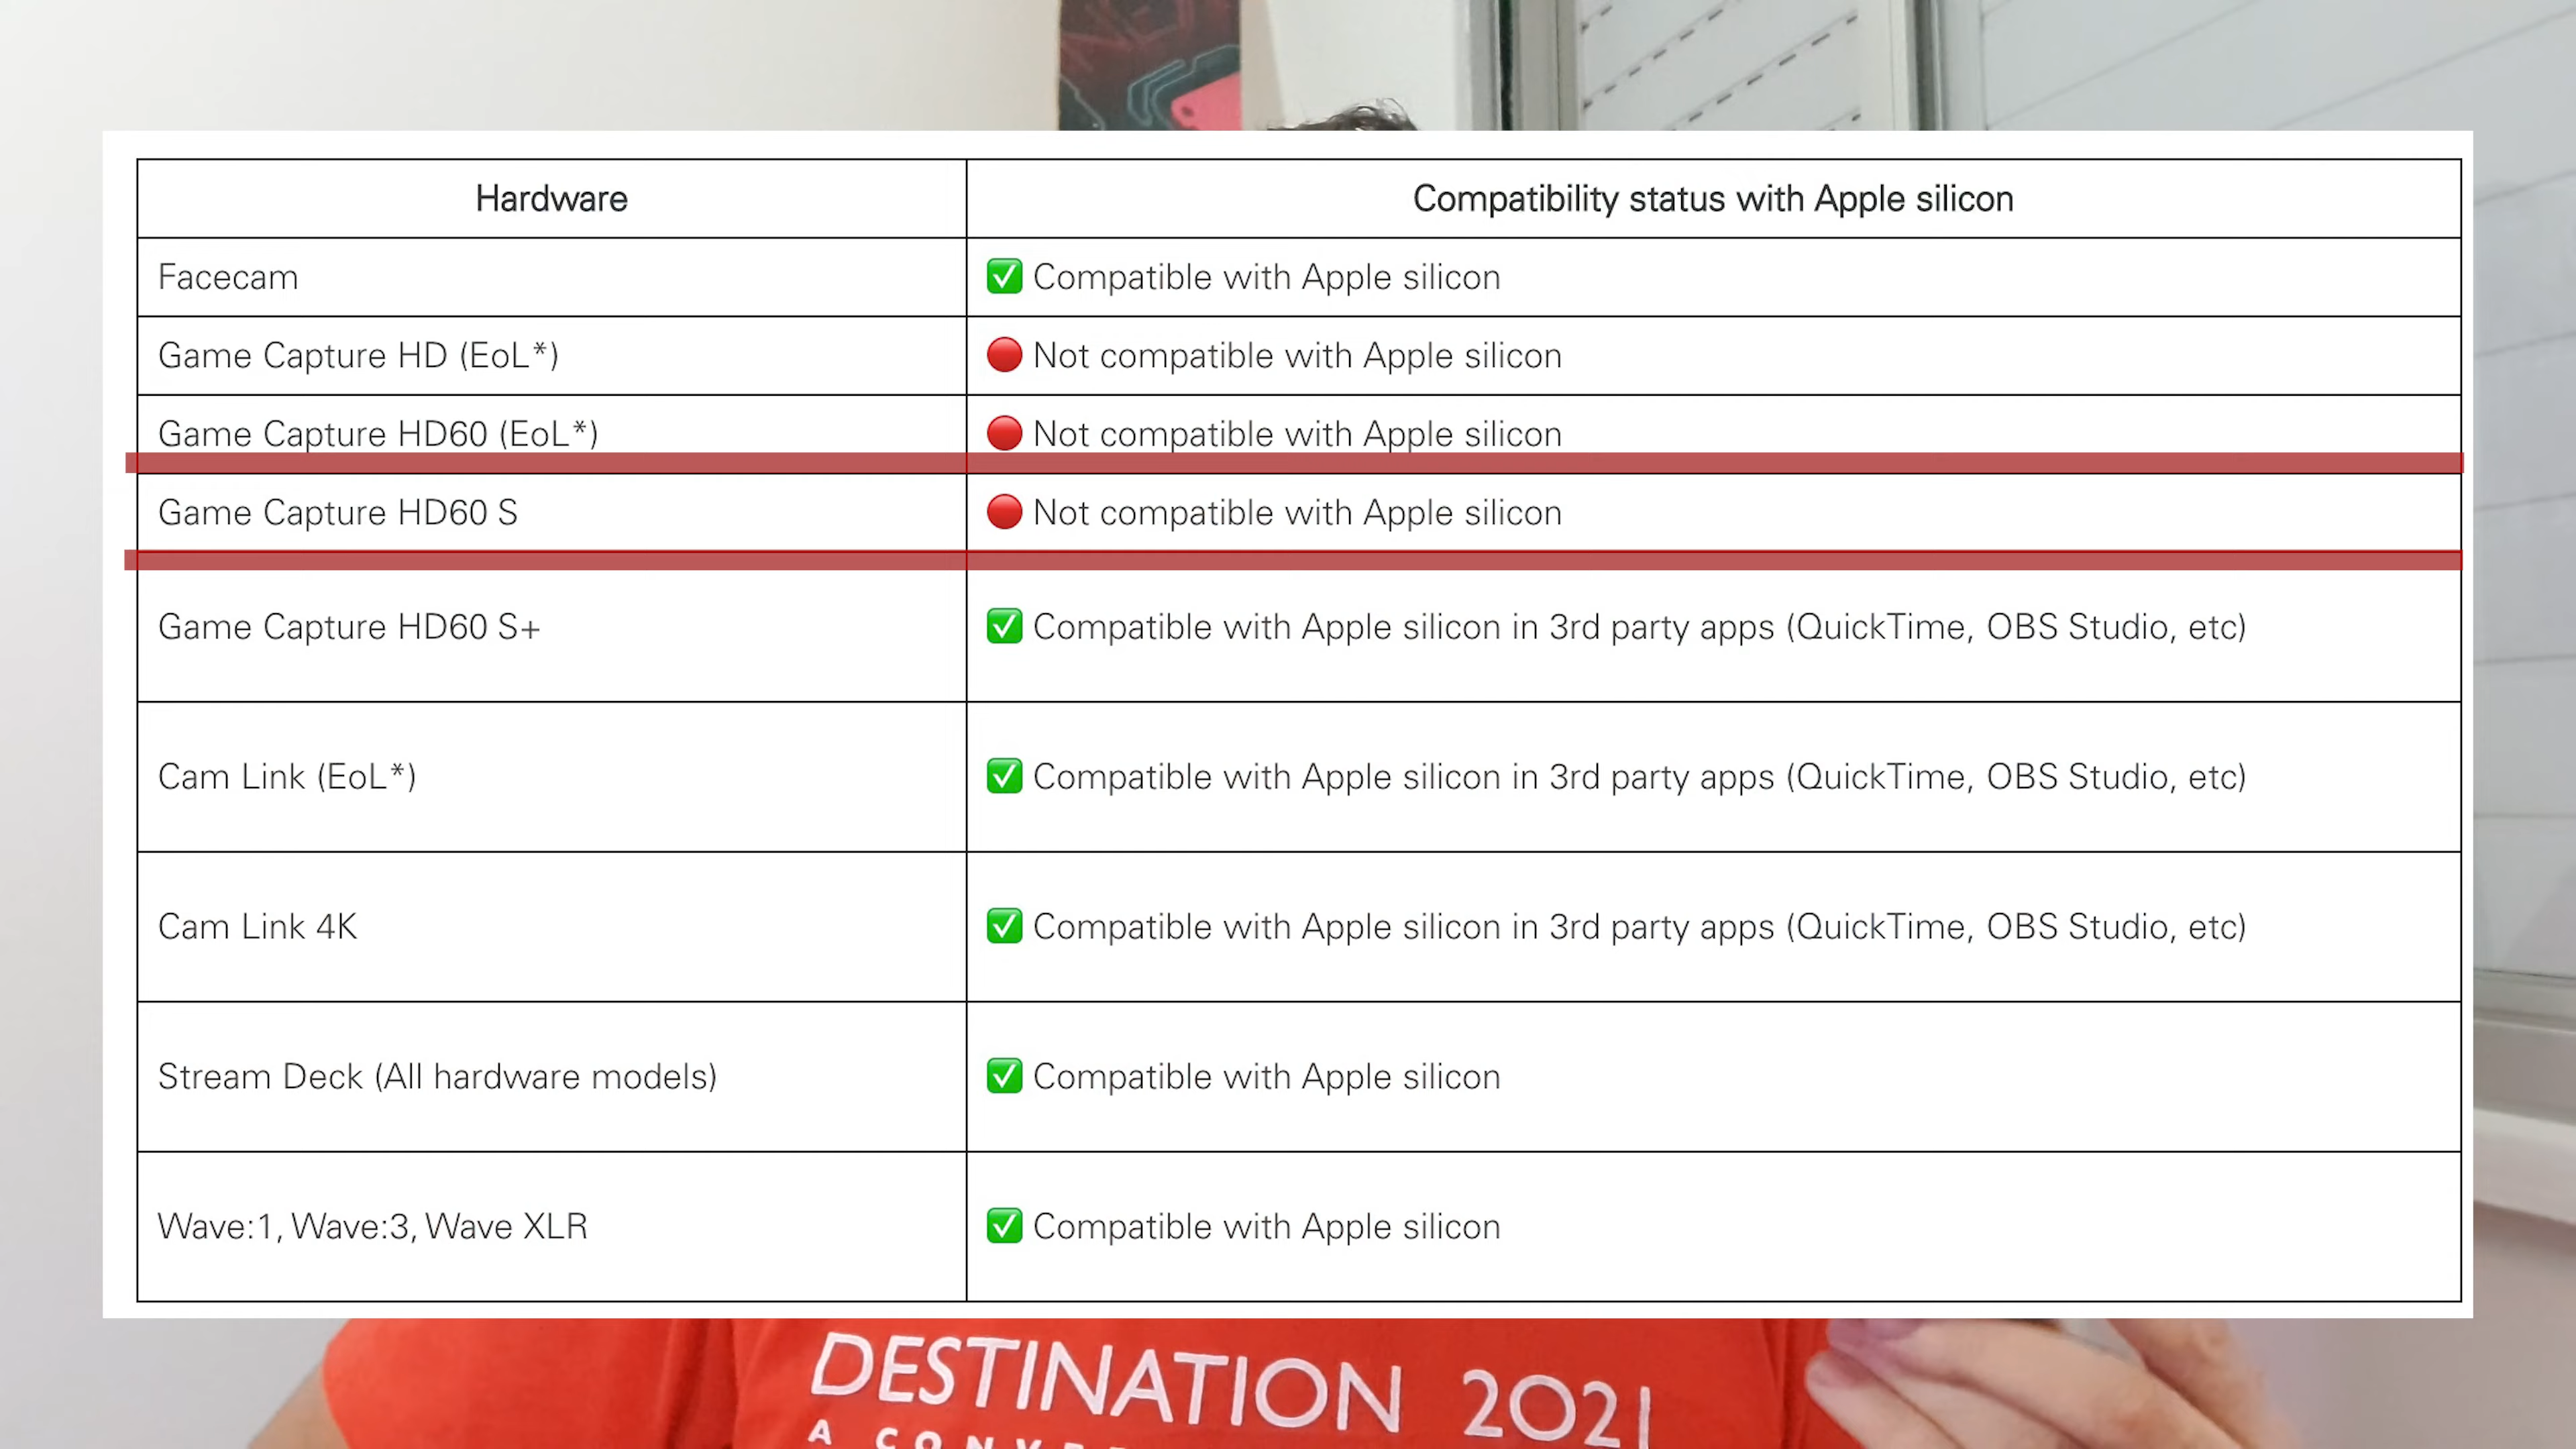 Hardware Compatibility status with Apple silicon
Facecam ✅ Compatible with Apple silicon
Game Capture HD (EoL*) 🔴 Not compatible with Apple silicon
Game Capture HD60 (EoL*) 🔴 Not compatible with Apple silicon
Game Capture HD60 S 🔴 Not compatible with Apple silicon
Game Capture HD60 S+ ✅ Compatible with Apple silicon in 3rd party apps (QuickTime, OBS Studio, etc)
Cam Link (EoL*) ✅ Compatible with Apple silicon in 3rd party apps (QuickTime, OBS Studio, etc)
Cam Link 4K ✅ Compatible with Apple silicon in 3rd party apps (QuickTime, OBS Studio, etc)
Stream Deck (All hardware models) ✅ Compatible with Apple silicon
Wave:1, Wave:3, Wave XLR ✅ Compatible with Apple silicon
DESTINATION 2021
A